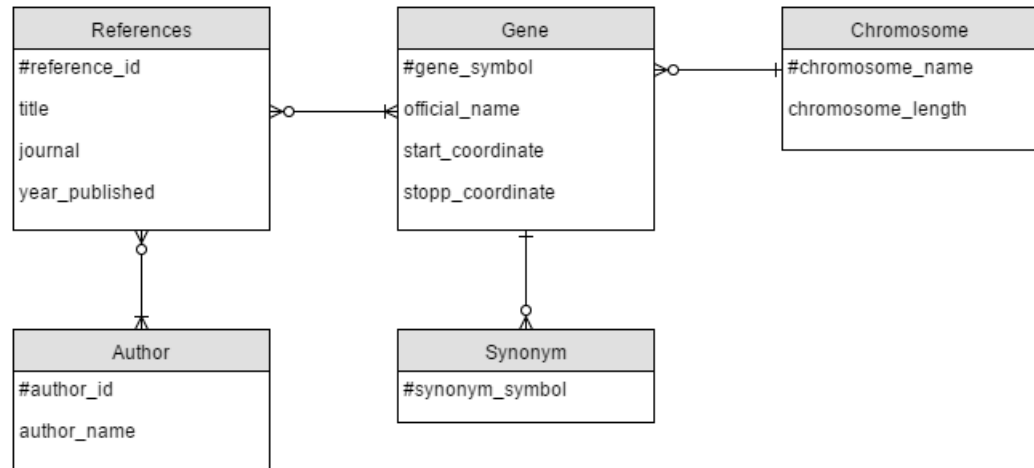 References
#reference_id
title
journal
year_published
Gene
#gene_symbol
official_name
start_coordinate
stopp_coordinate
Chromosome
#chromosome_name
chromosome_length
Author
#author_id
author_name
Synonym
#synonym_symbol